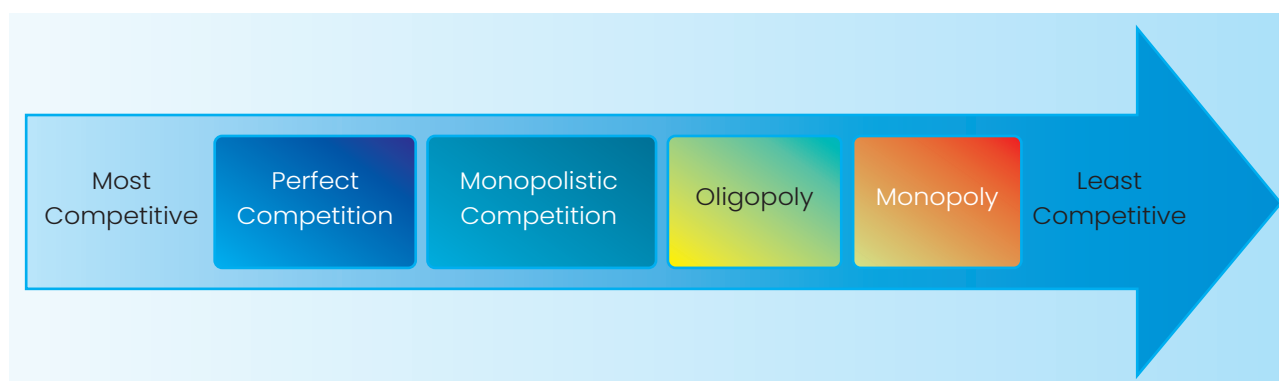 Most
Competitive
Perfect
Competition
Monopolistic
Competition
Oligopoly
Monopoly
Least
Competitive